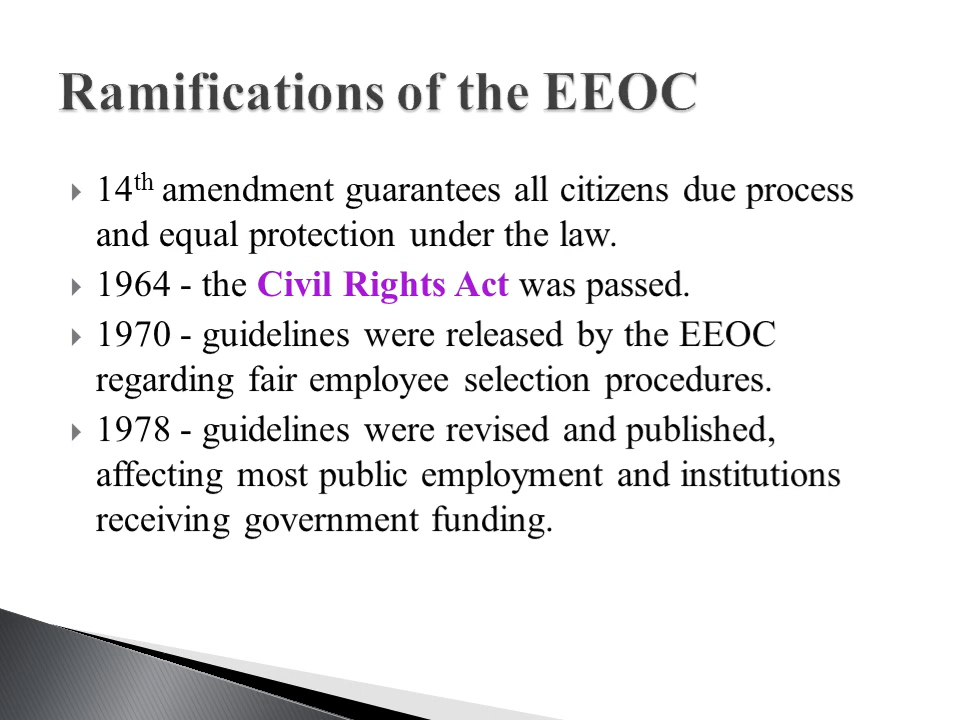 Ramifications of the EEOC
14th amendment guarantees all citizens due process
and equal protection under the law.
1964 - the Civil Rights Act was passed.
1970 - guidelines were released by the EEOC
regarding fair employee selection procedures.
1978 - guidelines were revised and published,
affecting most public employment and institutions
receiving government funding.